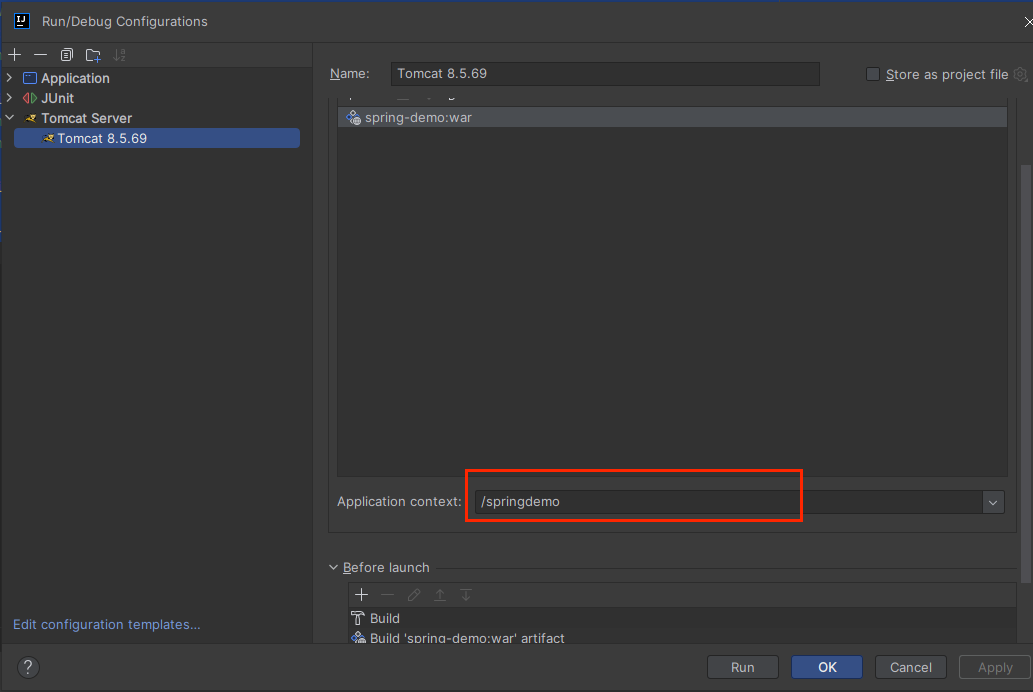 Run/Debug Configurations
Name: Tomcat 8.5.69
Store as project file
Application
JUnit
Tomcat Server
Tomcat 8.5.69
spring-demo:war
Application context: /springdemo
Before launch
Build
Build 'spring-demo:war' artifact
Edit configuration templates...
? Run OK Cancel Apply